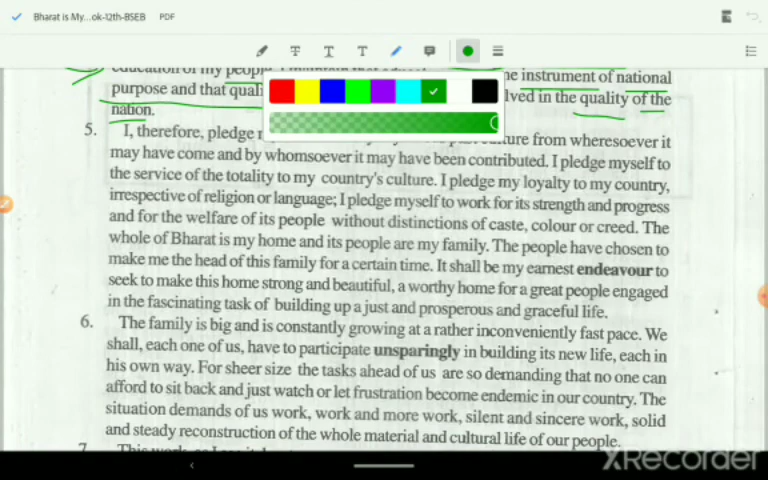 Bharat is My...ok-12th-BSEB PDF
education of my people
he instrument of national
purpose and that quali lved in the quality of the
nation.
5. I, therefore, pledge ture from wheresoever it
may have come and by whomsoever it may have been contributed. I pledge myself to
the service of the totality to my country's culture. I pledge my loyalty to my country,
irrespective of religion or language; I pledge myself to work for its strength and progress
and for the welfare of its people without distinctions of caste, colour or creed. The
whole of Bharat is my home and its people are my family. The people have chosen to
make me the head of this family for a certain time. It shall be my earnest endeavour to
seek to make this home strong and beautiful, a worthy home for a great people engaged
in the fascinating task of building up a just and prosperous and graceful life.
6. The family is big and is constantly growing at a rather inconveniently fast pace. We
shall, each one of us, have to participate unsparingly in building its new life, each in
his own way. For sheer size the tasks ahead of us are so demanding that no one can
afford to sit back and just watch or let frustration become endemic in our country. The
situation demands of us work, work and more work, silent and sincere work, solid
and steady reconstruction of the whole material and cultural life of our people.
7.
XRecorder